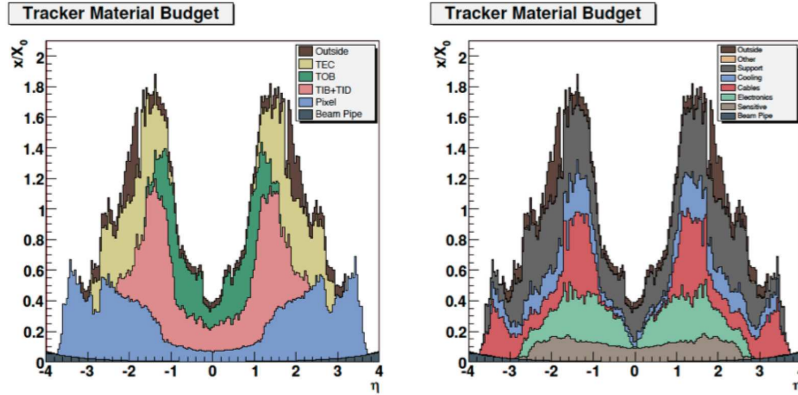 Tracker Material Budget
x/X0
2
1.8
1.6
1.4
1.2
1
0.8
0.6
0.4
0.2
0
-4 -3 -2 -1 0 1 2 3 4
η
Outside
TEC
TOB
TIB+TID
Pixel
Beam Pipe
Tracker Material Budget
x/X0
2
1.8
1.6
1.4
1.2
1
0.8
0.6
0.4
0.2
0
-4 -3 -2 -1 0 1 2 3 4
η
Outside
Other
Support
Cooling
Cables
Electronics
Sensitive
Beam Pipe